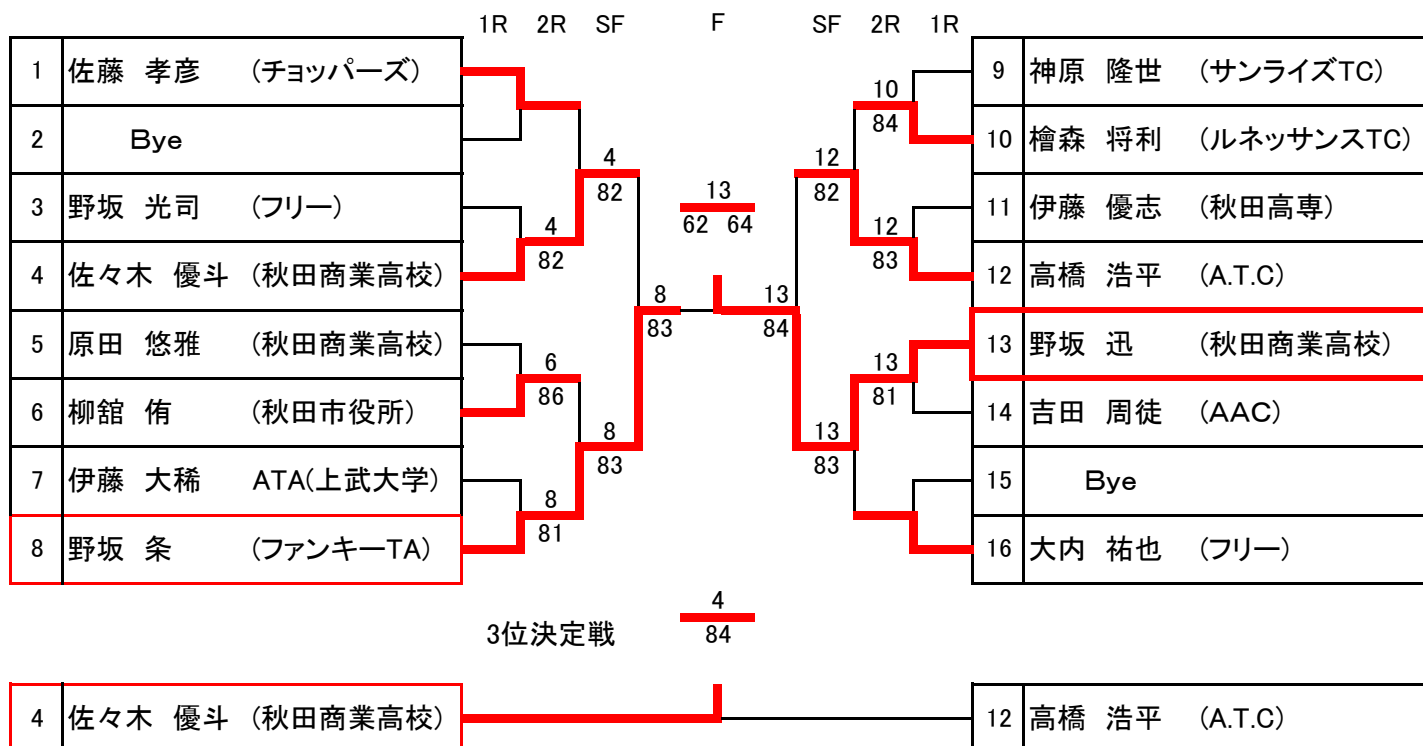 1R 2R SF F SF 2R 1R
1 佐藤 孝彦 (チョッパーズ)
2 Bye
3 野坂 光司 (フリー)
4 佐々木 優斗 (秋田商業高校)
5 原田 悠雅 (秋田商業高校)
6 柳舘 侑 (秋田市役所)
7 伊藤 大稀 ATA(上武大学)
8 野坂 条 (ファンキーTA)
4
82
6
86
8
81
4
82
8
83
8
83
13
62 64
13
84
12
82
13
83
10
84
12
83
13
81
9 神原 隆世 (サンライズTC)
10 檜森 将利 (ルネッサンスTC)
11 伊藤 優志 (秋田高専)
12 高橋 浩平 (A.T.C)
13 野坂 迅 (秋田商業高校)
14 吉田 周徒 (AAC)
15 Bye
16 大内 祐也 (フリー)
3位決定戦
4
84
4 佐々木 優斗 (秋田商業高校)
12 高橋 浩平 (A.T.C)